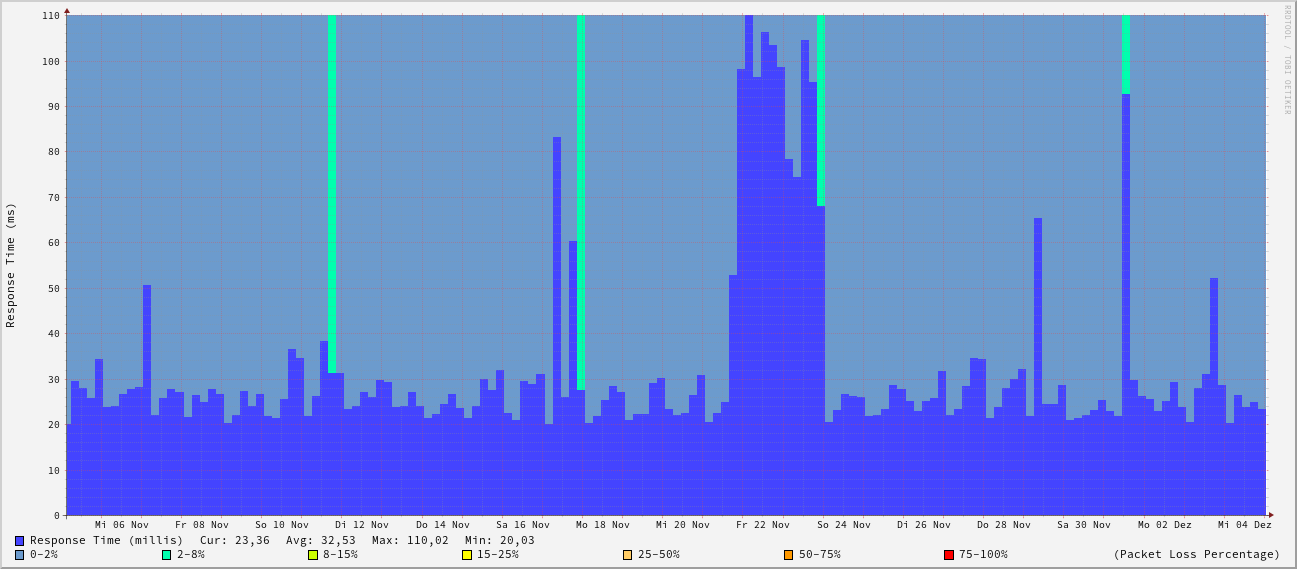 110
100
90
80
70
60
50
40
30
20
10
0
Response Time (ms)
RRDTOOL / TOBI OETIKER
Mi 06 Nov Fr 08 Nov So 10 Nov Di 12 Nov Do 14 Nov Sa 16 Nov Mo 18 Nov Mi 20 Nov Fr 22 Nov So 24 Nov Di 26 Nov Do 28 Nov Sa 30 Nov Mo 02 Dez Mi 04 Dez
Response Time (millis) Cur: 23,36 Avg: 32,53 Max: 110,02 Min: 20,03
0-2% 2-8% 8-15% 15-25% 25-50% 50-75% 75-100% (Packet Loss Percentage)